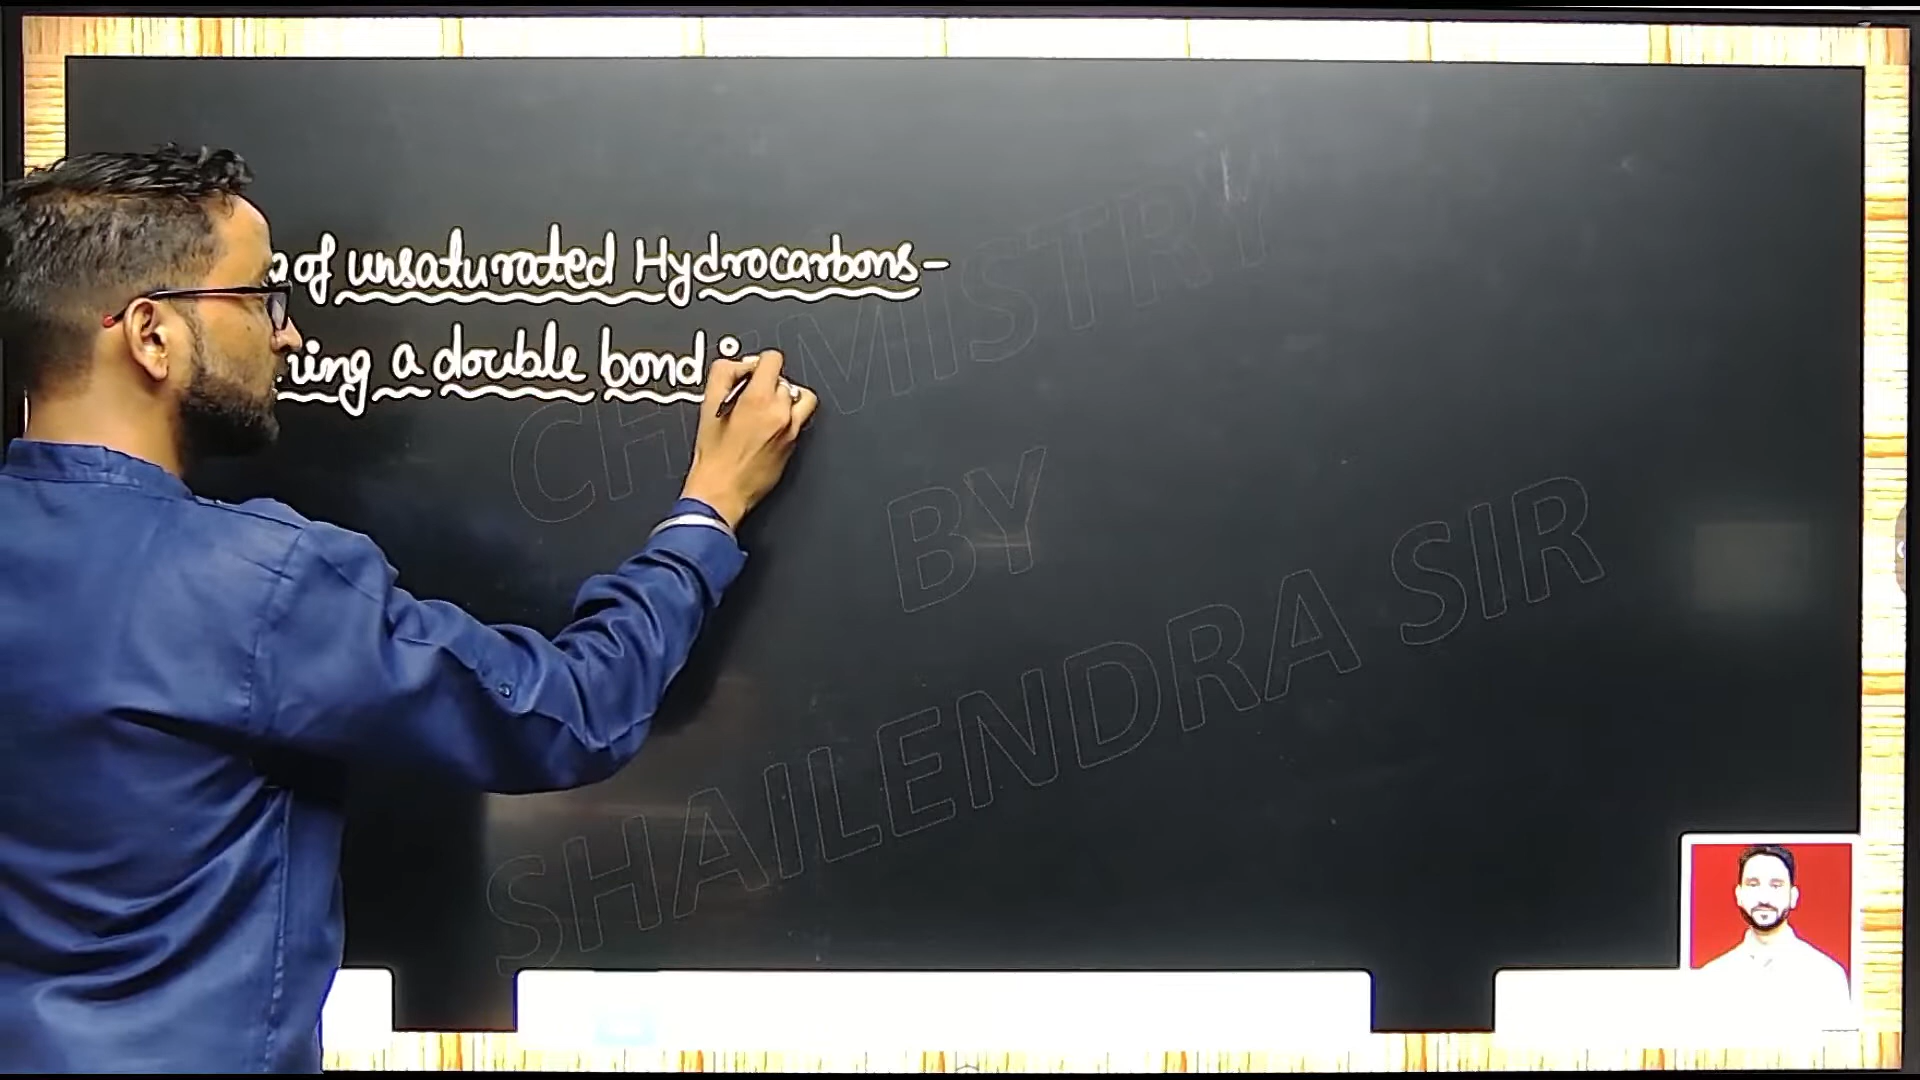 of unsaturated Hydrocarbons-
a double bond
CHEMISTRY
BY
SHAILENDRA SIR